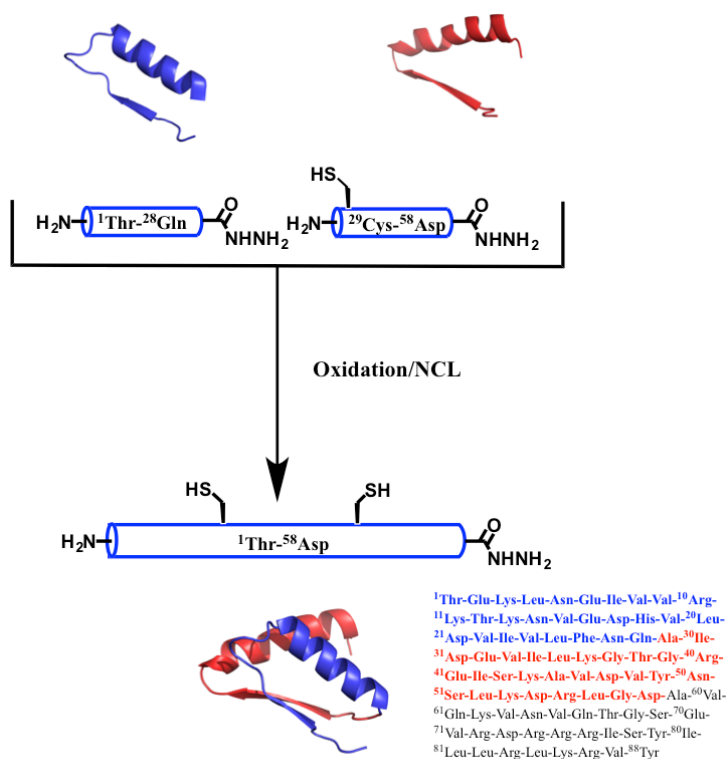 HS
H₂N ¹Thr-²⁸Gln O NHNH₂ H₂N ²⁹Cys-⁵⁸Asp O NHNH₂
Oxidation/NCL
HS SH
H₂N ¹Thr-⁵⁸Asp O NHNH₂
¹Thr-Glu-Lys-Leu-Asn-Glu-Ile-Val-Val-¹⁰Arg-
¹¹Lys-Thr-Lys-Asn-Val-Glu-Asp-His-Val-²⁰Leu-
²¹Asp-Val-Ile-Val-Leu-Phe-Asn-Gln-Ala-³⁰Ile-
³¹Asp-Glu-Val-Ile-Leu-Lys-Gly-Thr-Gly-⁴⁰Arg-
⁴¹Glu-Ile-Ser-Lys-Ala-Val-Asp-Val-Tyr-⁵⁰Asn-
⁵¹Ser-Leu-Lys-Asp-Arg-Leu-Gly-Asp-Ala-⁶⁰Val-
⁶¹Gln-Lys-Val-Asn-Val-Gln-Thr-Gly-Ser-⁷⁰Glu-
⁷¹Val-Arg-Asp-Arg-Arg-Arg-Ile-Ser-Tyr-⁸⁰Ile-
⁸¹Leu-Leu-Arg-Leu-Lys-Arg-Val-⁸⁸Tyr